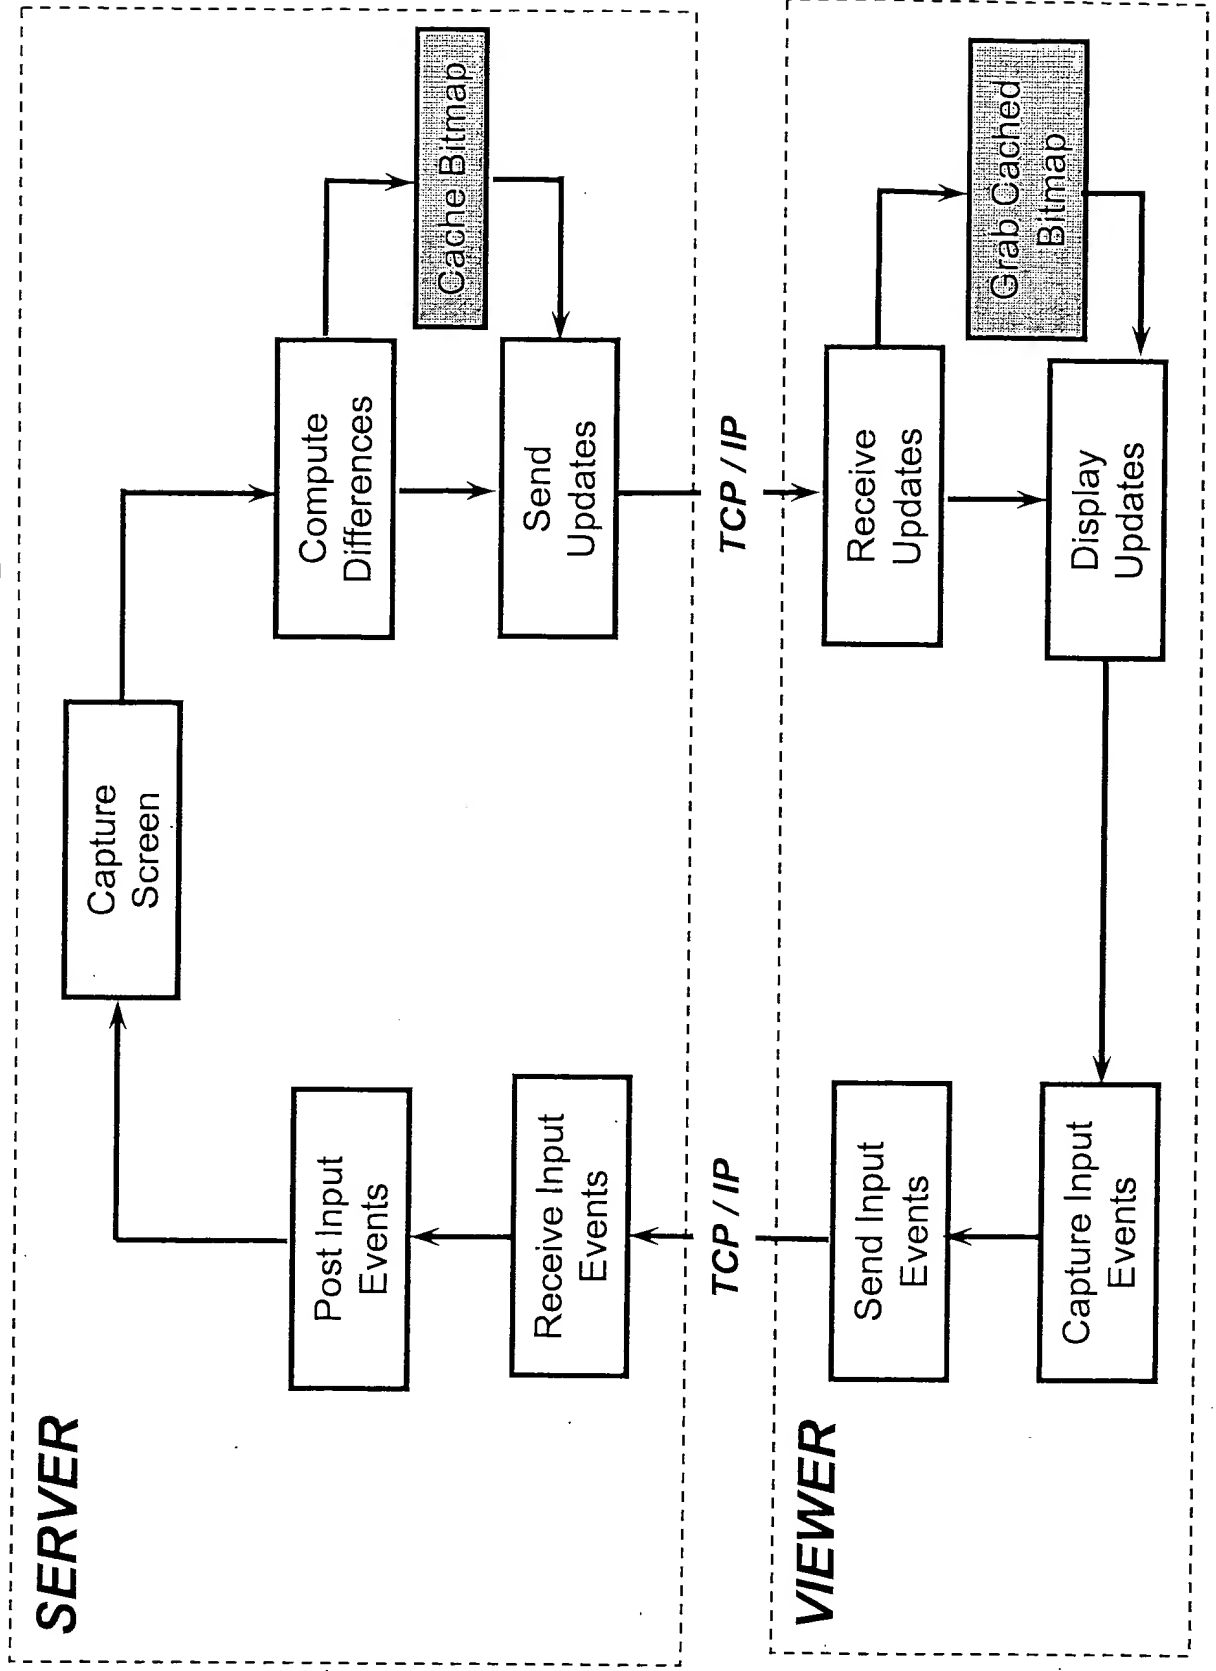 SERVER
Capture
Screen
Post Input
Events
Compute
Differences
Cache Bitmap
Receive Input
Events
Send
Updates
TCP / IP
TCP / IP
VIEWER
Send Input
Events
Receive
Updates
Grab Cached
Bitmap
Capture Input
Events
Display
Updates